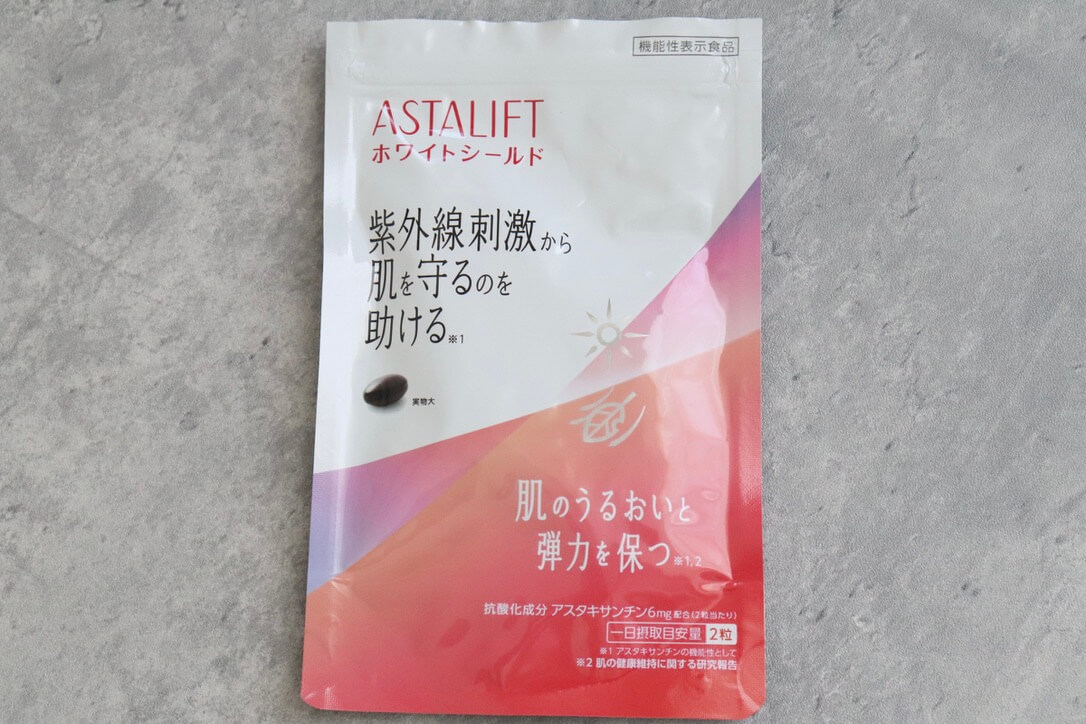 機能性表示食品
ASTALIFT
ホワイトシールド
紫外線刺激から
肌を守るのを
助ける※1
実物大
肌のうるおいと
弾力を保つ※1,2
抗酸化成分 アスタキサンチン6mg配合(2粒当たり)
一日摂取目安量 2粒
※1 アスタキサンチンの機能性として
※2 肌の健康維持に関する研究報告